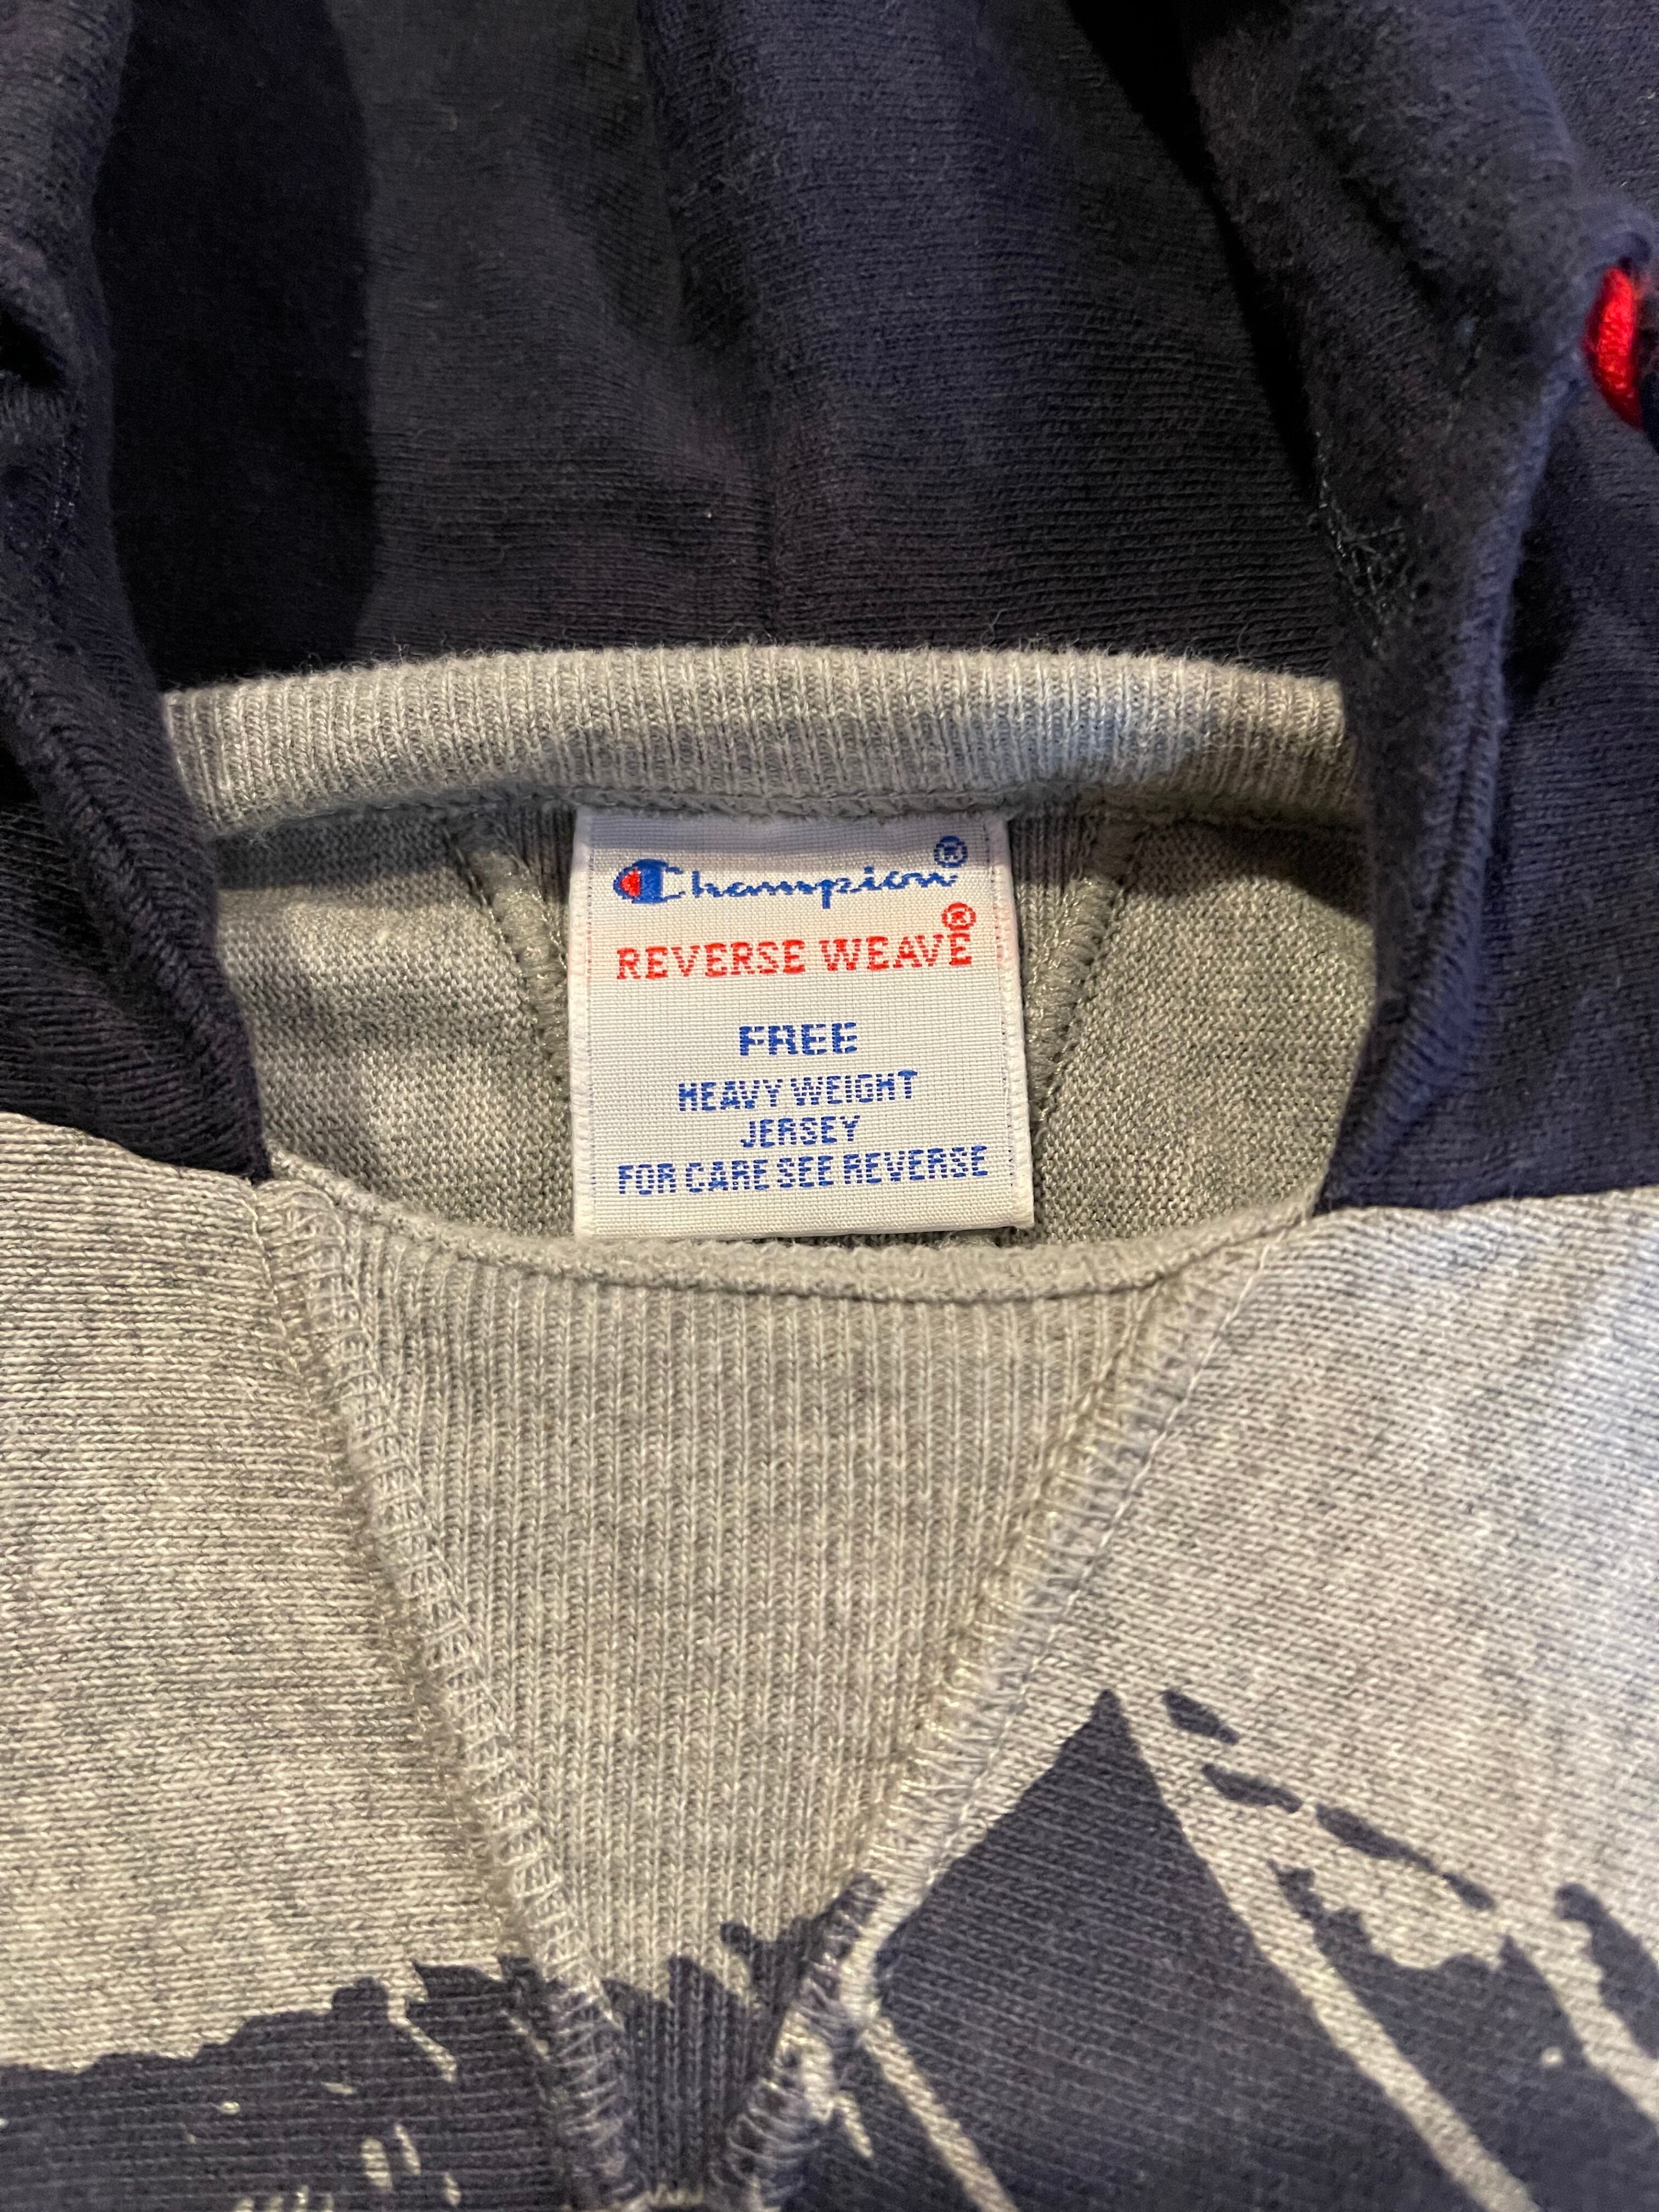 Champion®
REVERSE WEAVE®
FREE
HEAVY WEIGHT
JERSEY
FOR CARE SEE REVERSE